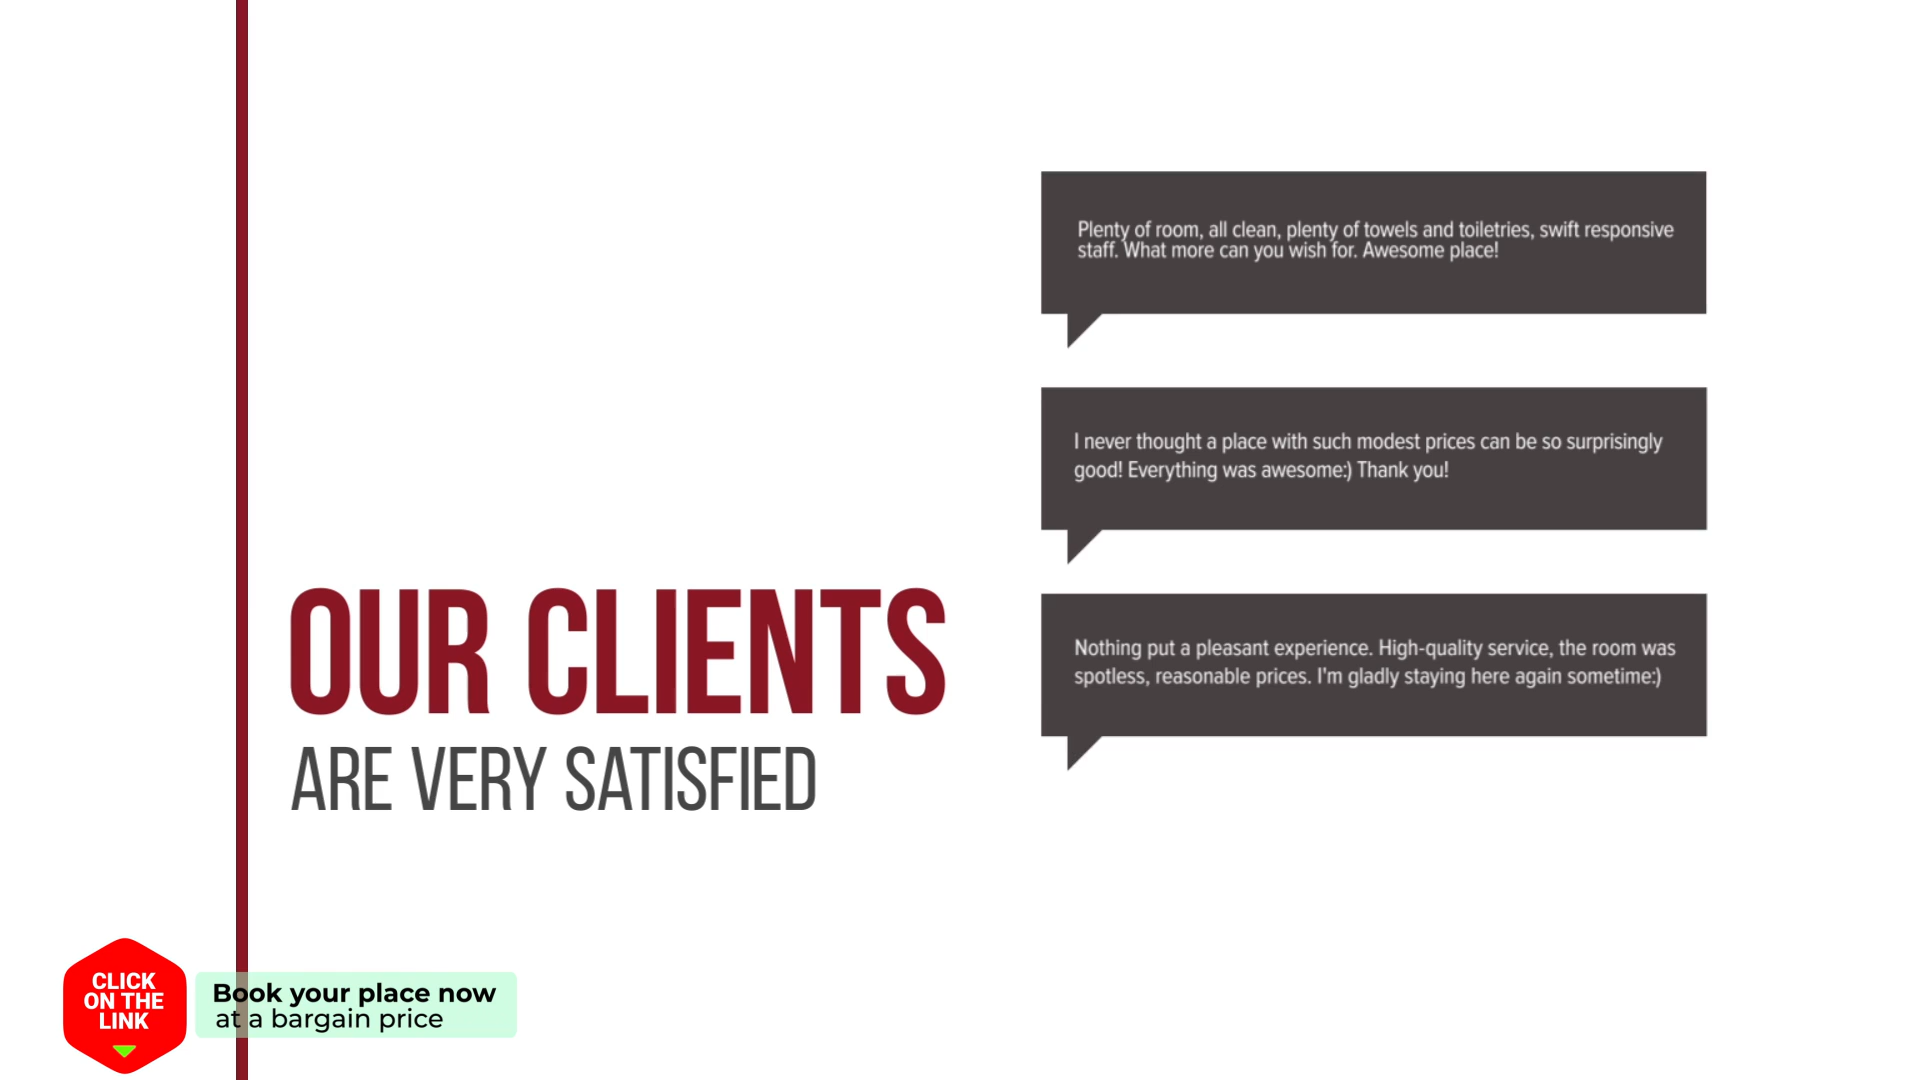 Plenty of room, all clean, plenty of towels and toiletries, swift responsive
staff. What more can you wish for. Awesome place!
I never thought a place with such modest prices can be so surprisingly
good! Everything was awesome:) Thank you!
Nothing put a pleasant experience. High-quality service, the room was
spotless, reasonable prices. I'm gladly staying here again sometime:)
OUR CLIENTS
ARE VERY SATISFIED
CLICK
ON THE
LINK
Book your place now
at a bargain price